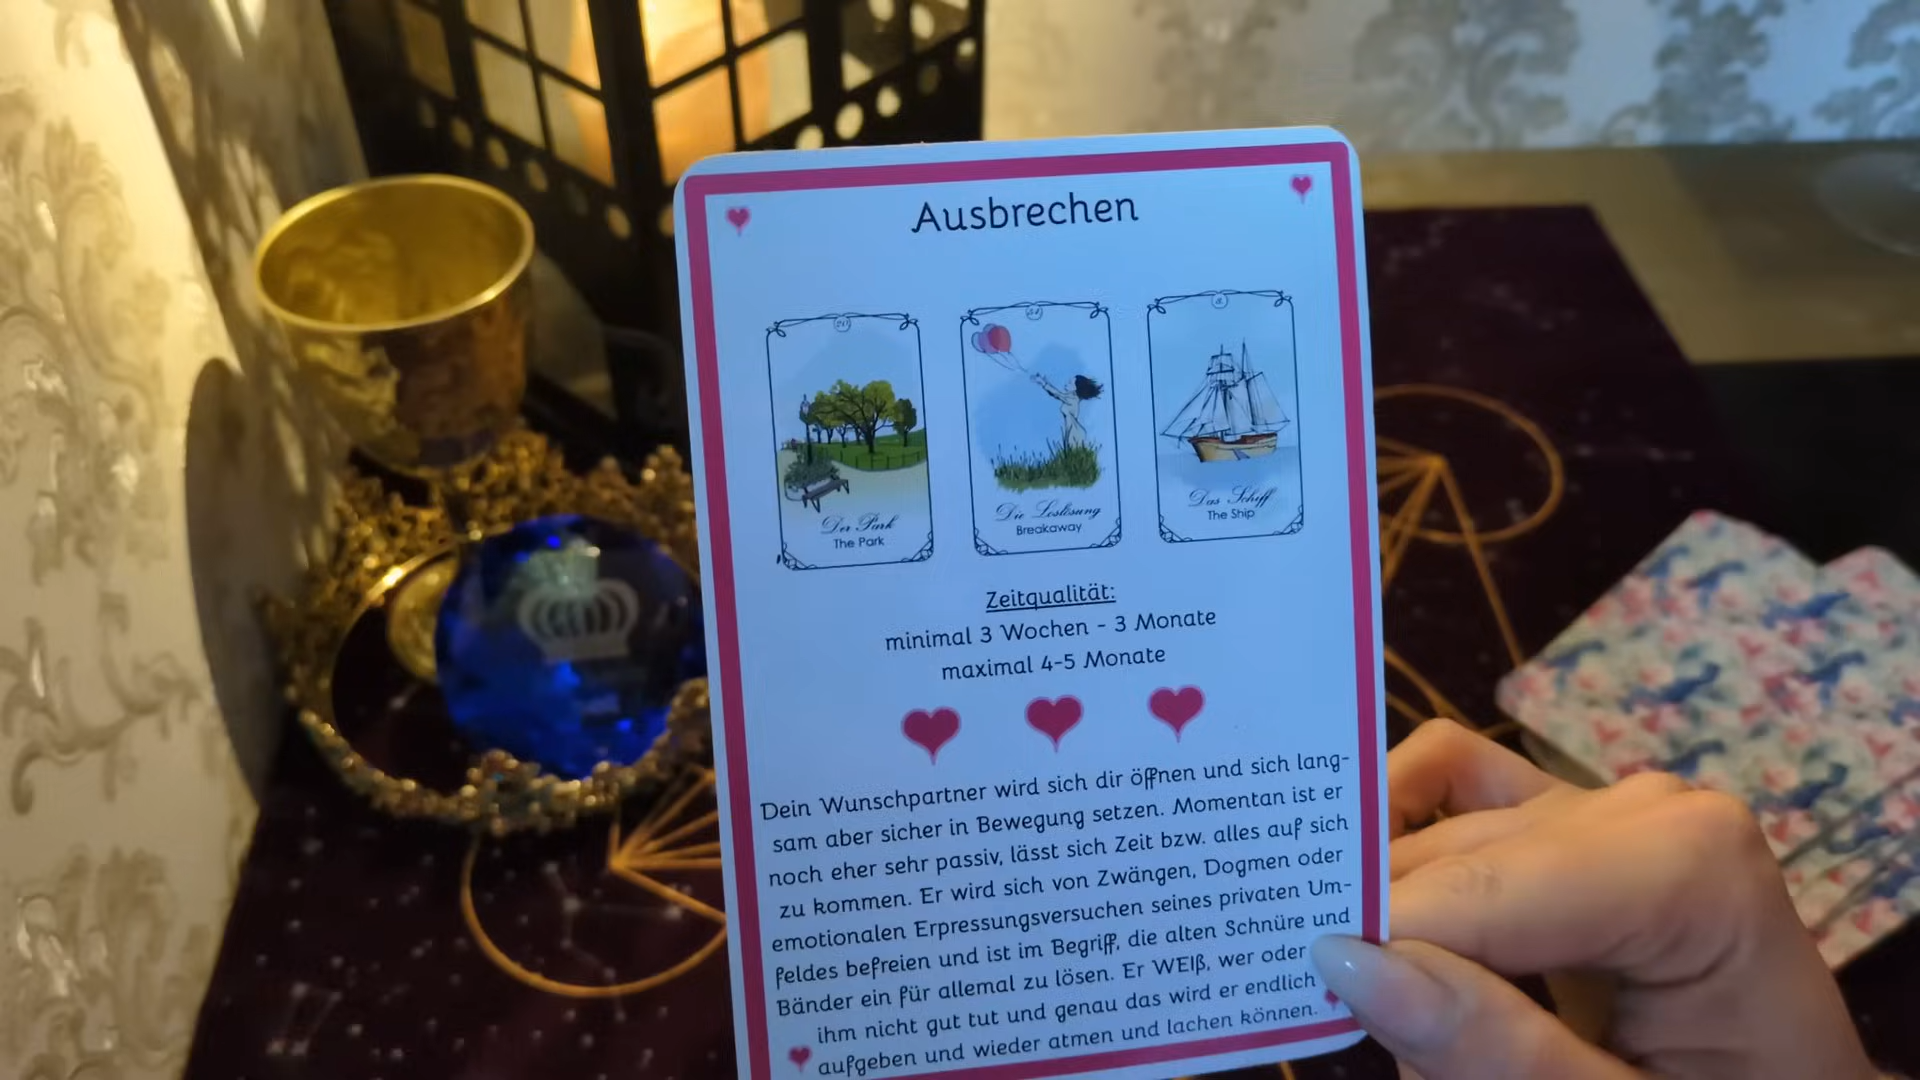 Ausbrechen
20
54
8
Der Park
The Park
Die Loslösung
Breakaway
Das Schiff
The Ship
Zeitqualität:
minimal 3 Wochen - 3 Monate
maximal 4-5 Monate
Dein Wunschpartner wird sich dir öffnen und sich lang-
sam aber sicher in Bewegung setzen. Momentan ist er
noch eher sehr passiv, lässt sich Zeit bzw. alles auf sich
zu kommen. Er wird sich von Zwängen, Dogmen oder
emotionalen Erpressungsversuchen seines privaten Um-
feldes befreien und ist im Begriff, die alten Schnüre und
Bänder ein für allemal zu lösen. Er WEIß, wer oder
ihm nicht gut tut und genau das wird er endlich
aufgeben und wieder atmen und lachen können.